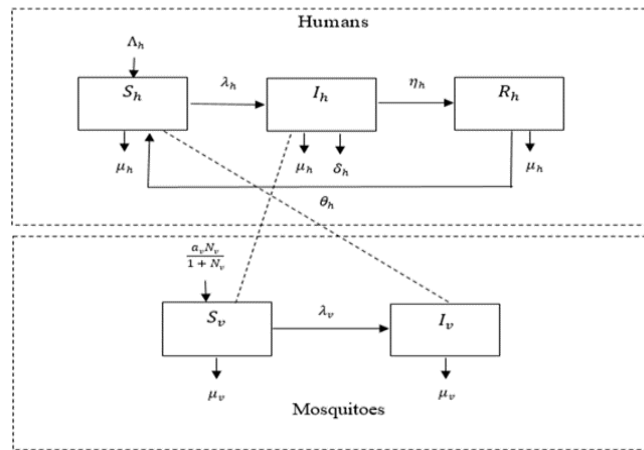 Humans
Λₕ
Sₕ λₕ Iₕ ηₕ Rₕ
μₕ μₕ δₕ μₕ
θₕ
aᵥNᵥ
1 + Nᵥ
Sᵥ λᵥ Iᵥ
μᵥ μᵥ
Mosquitoes